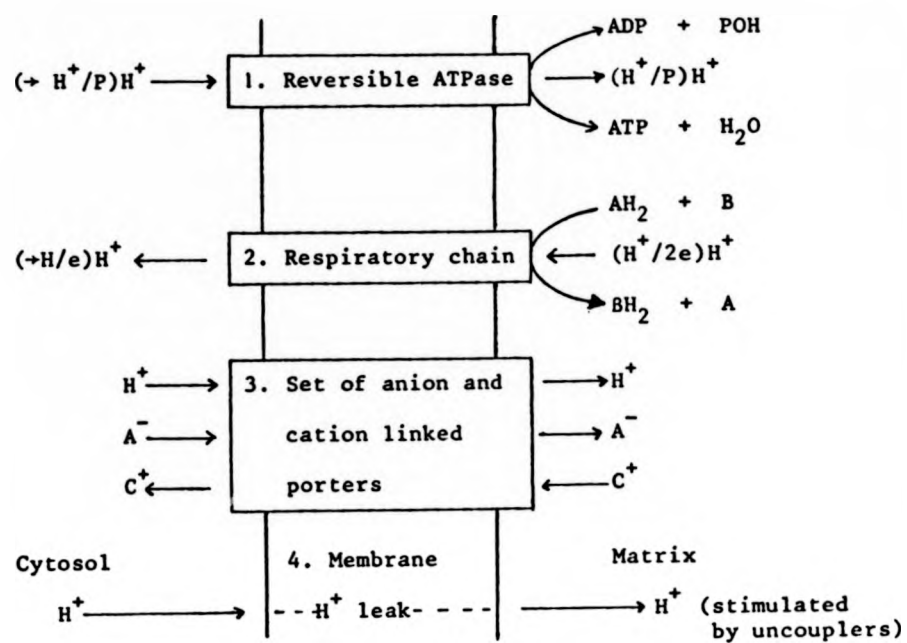 ADP + POH
(→ H⁺/P)H⁺ → 1. Reversible ATPase → (H⁺/P)H⁺
ATP + H₂O
AH₂ + B
(→H/e)H⁺ ← 2. Respiratory chain ← (H⁺/2e)H⁺
BH₂ + A
H⁺ → 3. Set of anion and → H⁺
A⁻ → cation linked → A⁻
C⁺ ← porters ← C⁺
Cytosol 4. Membrane Matrix
H⁺ → - - -H⁺ leak- - - - → H⁺ (stimulated
by uncouplers)